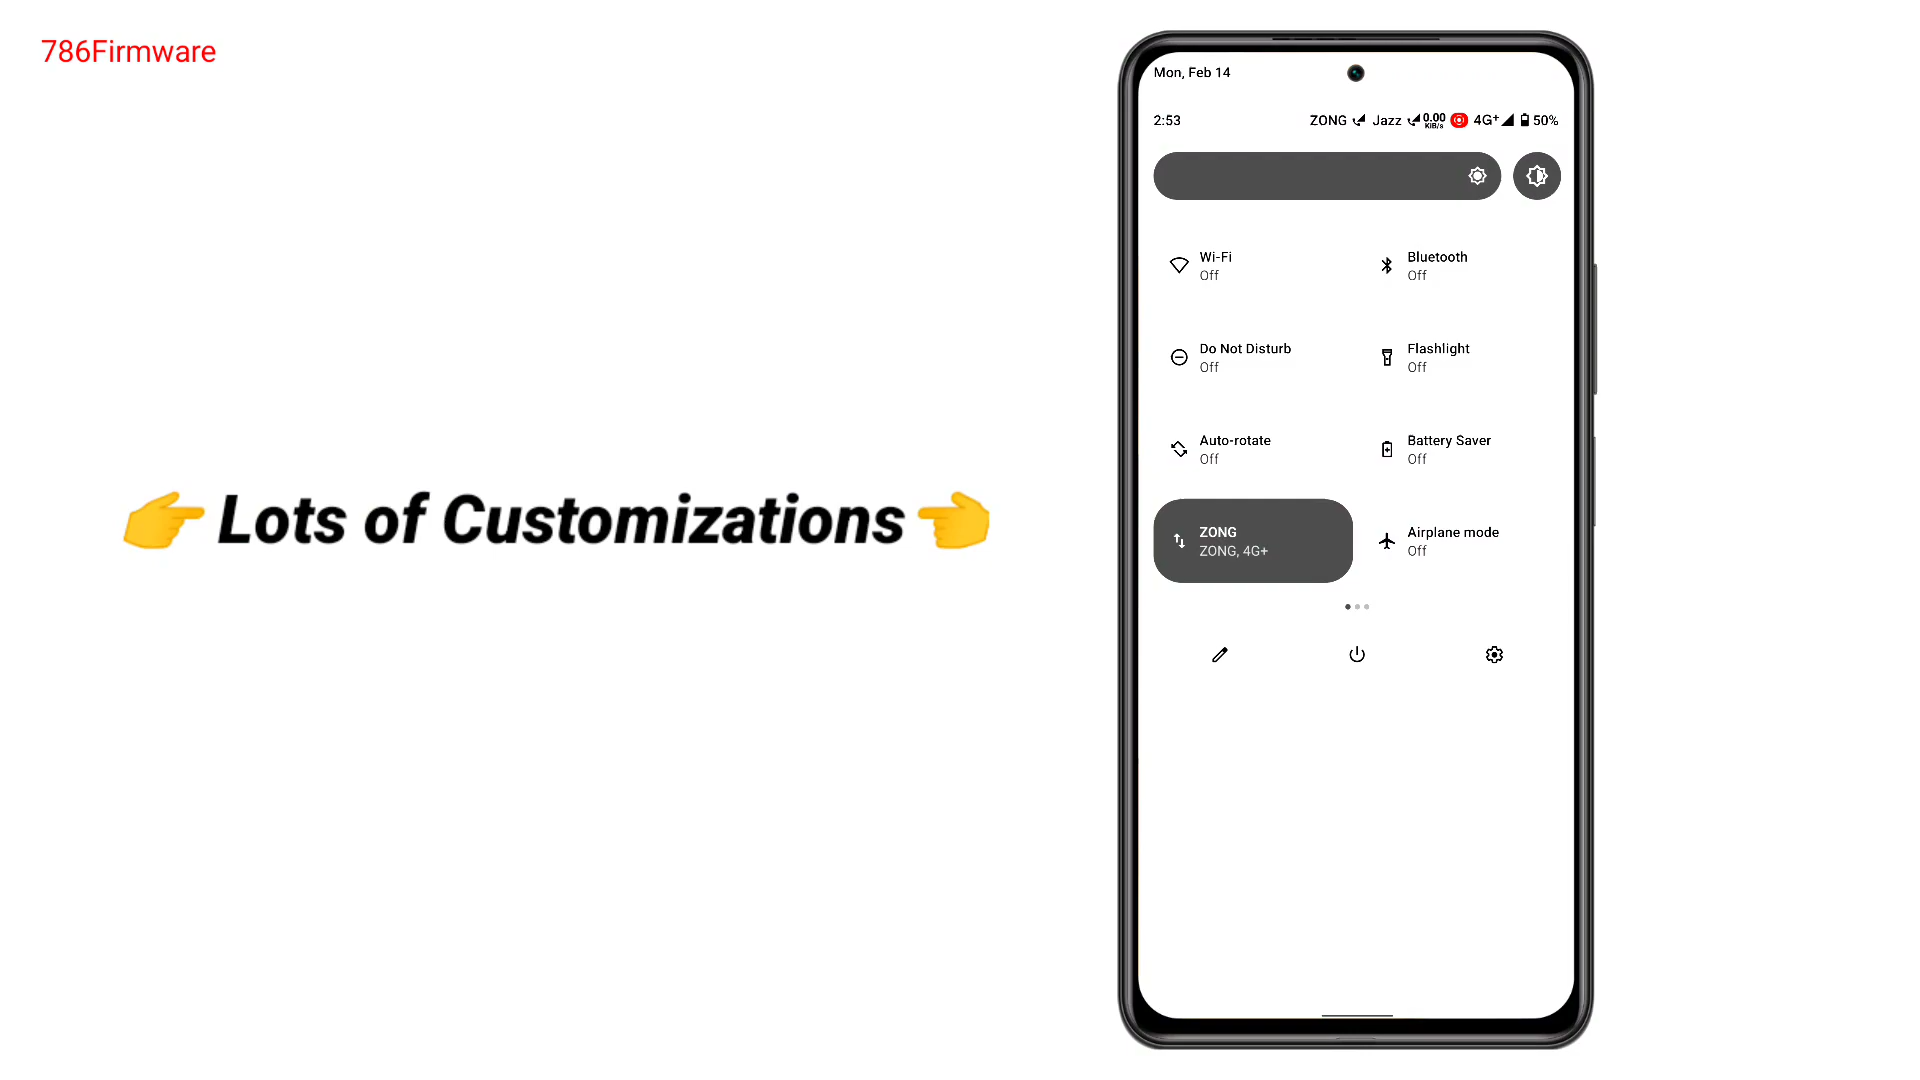 786Firmware
Mon, Feb 14
2:53 ZONG Jazz 0.00 KiB/s 4G+ 50%
Wi-Fi
Off
Bluetooth
Off
Do Not Disturb
Off
Flashlight
Off
Auto-rotate
Off
Battery Saver
Off
👉 Lots of Customizations 👈
ZONG
ZONG, 4G+
Airplane mode
Off